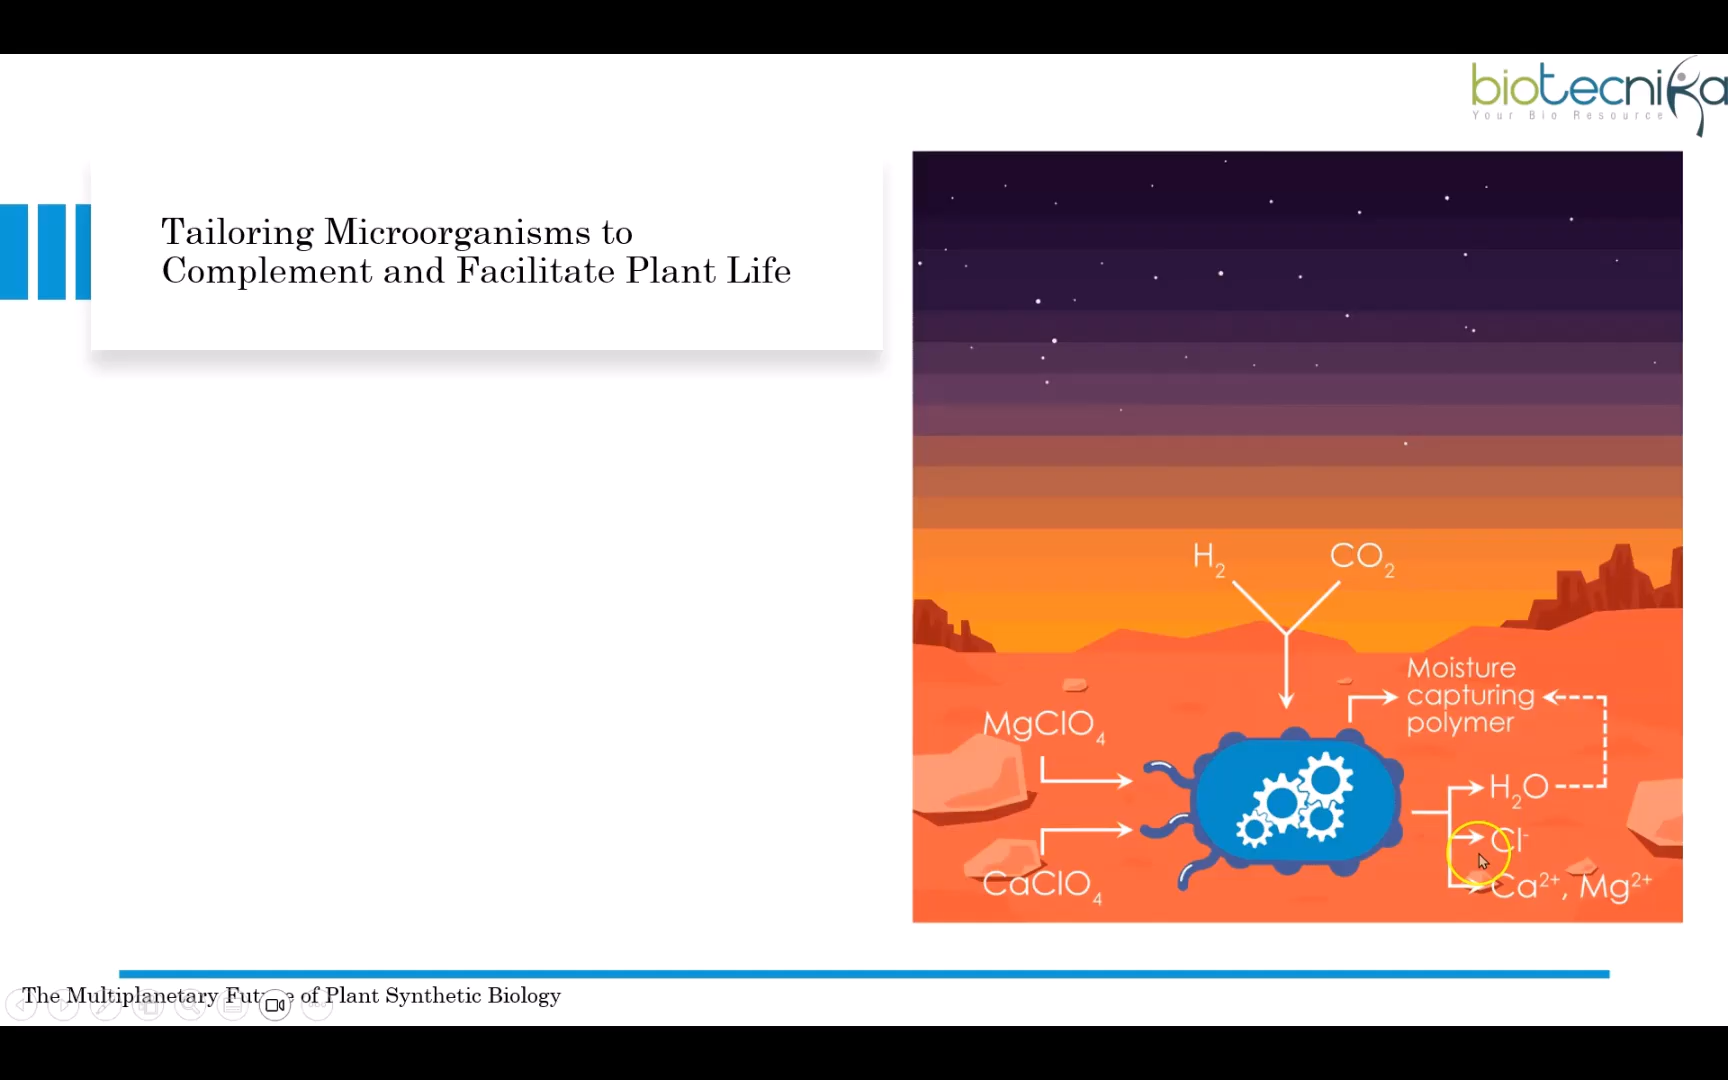 biotecnika
Your Bio Resource
Tailoring Microorganisms to
Complement and Facilitate Plant Life
H₂
CO₂
Moisture
capturing
polymer
MgClO₄
H₂O
Cl⁻
CaClO₄
Ca²⁺, Mg²⁺
The Multiplanetary Future of Plant Synthetic Biology